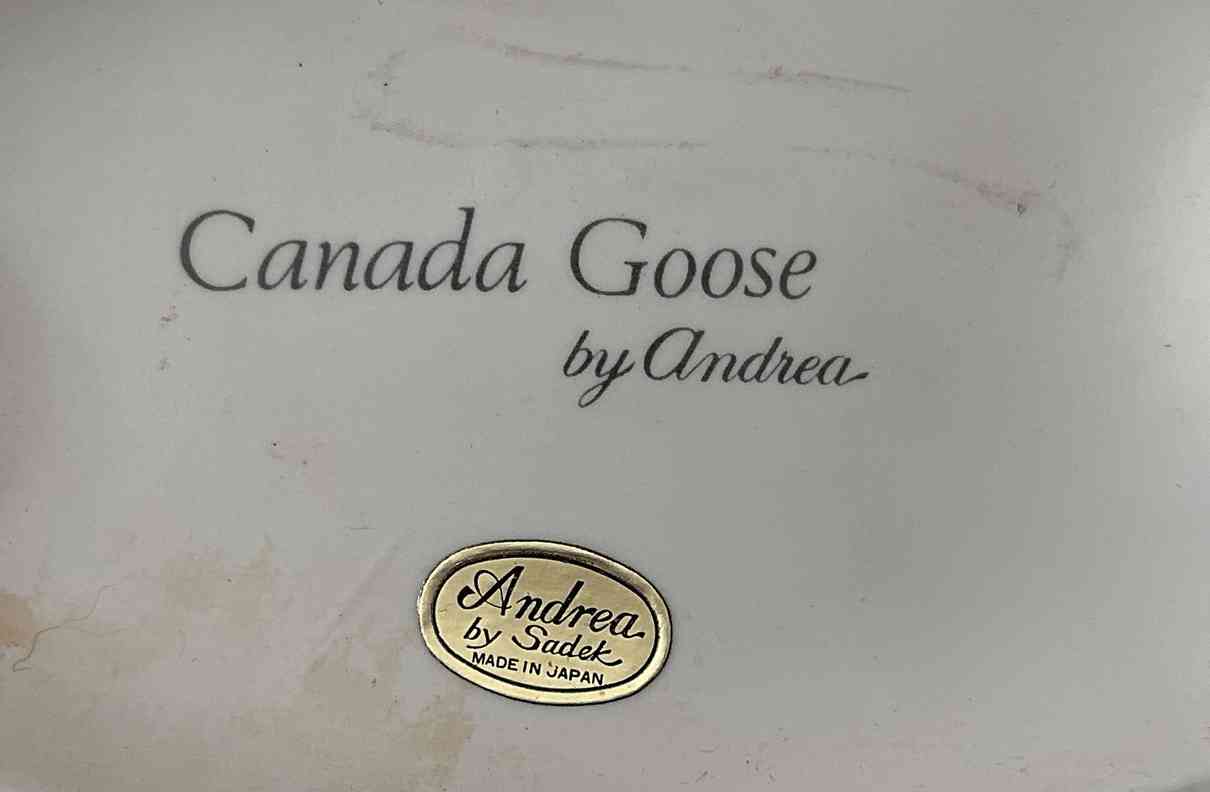 Canada Goose
by Andrea
Andrea
by Sadek
MADE IN JAPAN